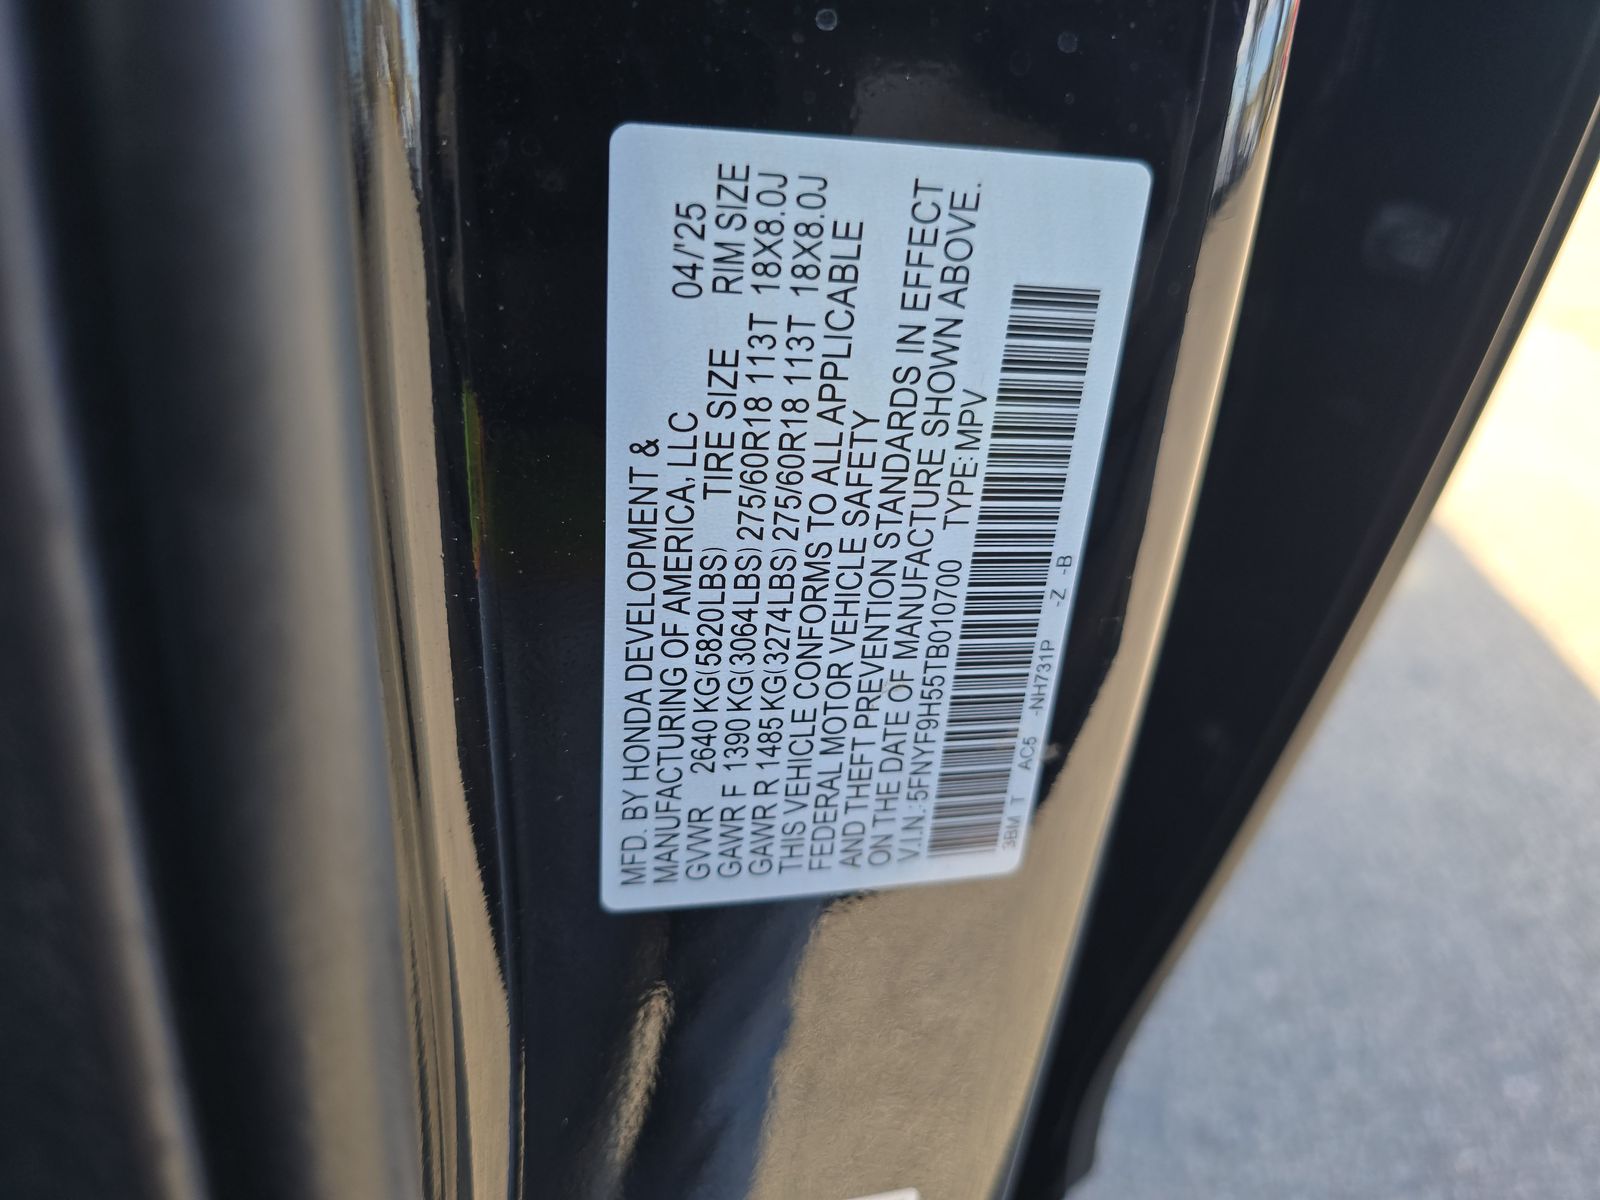 MFD. BY HONDA DEVELOPMENT &
MANUFACTURING OF AMERICA, LLC 04/'25
GVWR 2640 KG(5820LBS) TIRE SIZE RIM SIZE
GAWR F 1390 KG(3064LBS) 275/60R18 113T 18X8.0J
GAWR R 1485 KG(3274LBS) 275/60R18 113T 18X8.0J
THIS VEHICLE CONFORMS TO ALL APPLICABLE
FEDERAL MOTOR VEHICLE SAFETY
AND THEFT PREVENTION STANDARDS IN EFFECT
ON THE DATE OF MANUFACTURE SHOWN ABOVE.
V.I.N.: 5FNYF9H55TB010700 TYPE: MPV
3BM T AC5 -NH731P -Z -B